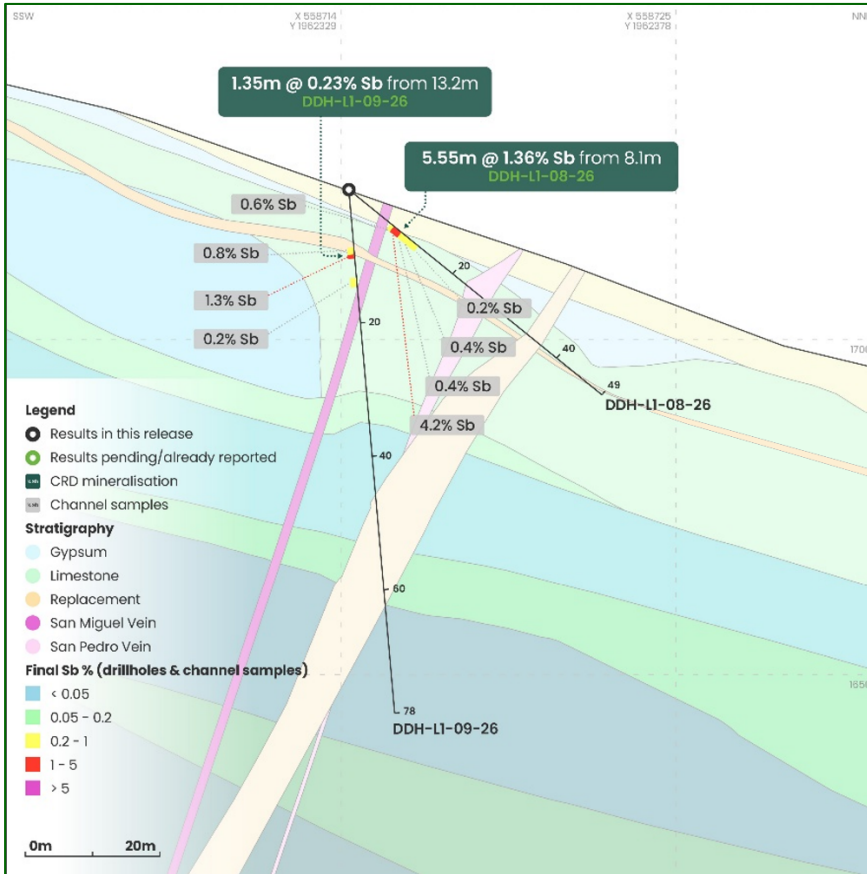 SSW
X 558714
Y 1962329
X 558725
Y 1962378
NN
1.35m @ 0.23% Sb from 13.2m
DDH-L1-09-26
5.55m @ 1.36% Sb from 8.1m
DDH-L1-08-26
0.6% Sb
0.8% Sb
1.3% Sb
0.2% Sb
20
20
0.2% Sb
0.4% Sb
0.4% Sb
4.2% Sb
40
170
49
DDH-L1-08-26
40
60
165
78
DDH-L1-09-26
Legend
Results in this release
Results pending/already reported
CRD mineralisation
Channel samples
Stratigraphy
Gypsum
Limestone
Replacement
San Miguel Vein
San Pedro Vein
Final Sb % (drillholes & channel samples)
< 0.05
0.05 - 0.2
0.2 - 1
1 - 5
> 5
0m
20m